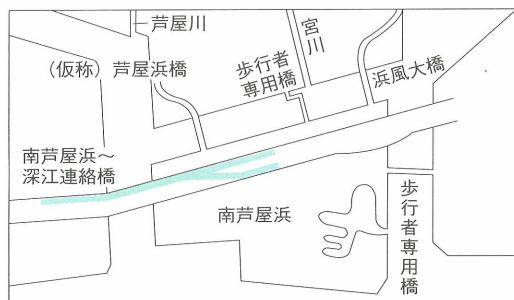 芦屋川
宮川
(仮称)芦屋浜橋
歩行者
専用橋
浜風大橋
南芦屋浜〜
深江連絡橋
南芦屋浜
歩行者専用橋